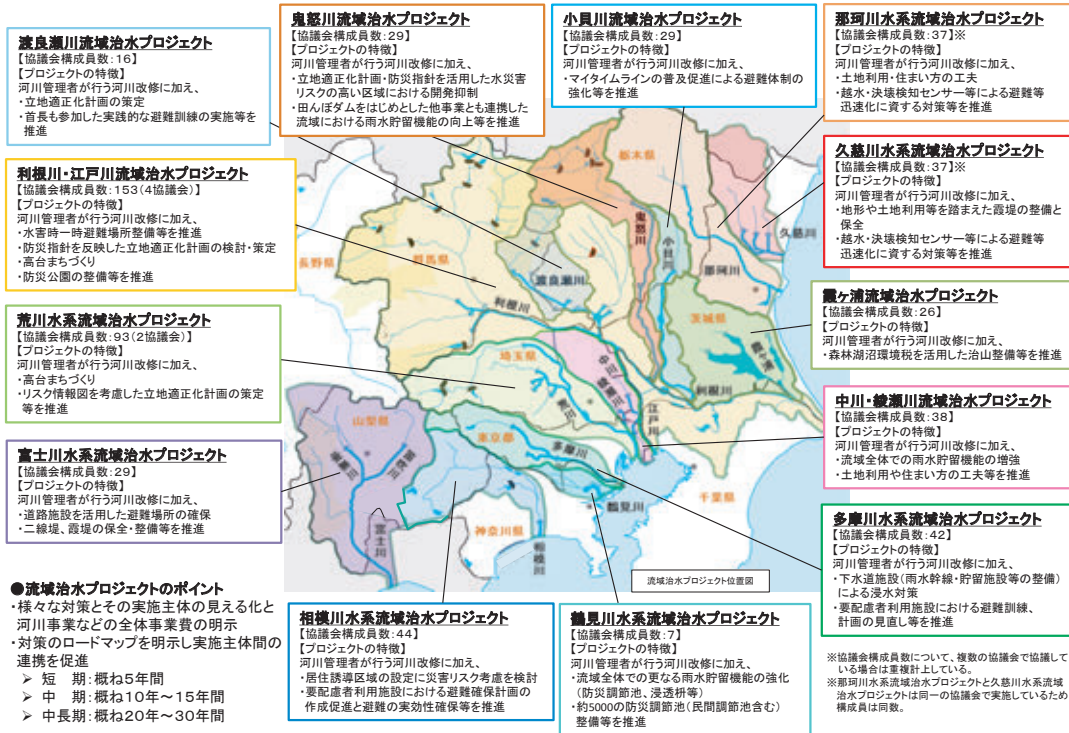 渡良瀬川流域治水プロジェクト
【協議会構成員数:16】
【プロジェクトの特徴】
河川管理者が行う河川改修に加え、
・立地適正化計画の策定
・首長も参加した実践的な避難訓練の実施等を
推進
鬼怒川流域治水プロジェクト
【協議会構成員数:29】
【プロジェクトの特徴】
河川管理者が行う河川改修に加え、
・立地適正化計画・防災指針を活用した水災害
リスクの高い区域における開発抑制
・田んぼダムをはじめとした他事業とも連携した
流域における雨水貯留機能の向上等を推進
小貝川流域治水プロジェクト
【協議会構成員数:29】
【プロジェクトの特徴】
河川管理者が行う河川改修に加え、
・マイタイムラインの普及促進による避難体制の
強化等を推進
那珂川水系流域治水プロジェクト
【協議会構成員数:37】※
【プロジェクトの特徴】
河川管理者が行う河川改修に加え、
・土地利用・住まい方の工夫
・越水・決壊検知センサー等による避難等
迅速化に資する対策等を推進
利根川・江戸川流域治水プロジェクト
【協議会構成員数:153(4協議会)】
【プロジェクトの特徴】
河川管理者が行う河川改修に加え、
・水害時一時避難場所整備等を推進
・防災指針を反映した立地適正化計画の検討・策定
・高台まちづくり
・防災公園の整備等を推進
久慈川水系流域治水プロジェクト
【協議会構成員数:37】※
【プロジェクトの特徴】
河川管理者が行う河川改修に加え、
・地形や土地利用等を踏まえた霞堤の整備と
保全
・越水・決壊検知センサー等による避難等
迅速化に資する対策等を推進
荒川水系流域治水プロジェクト
【協議会構成員数:93(2協議会)】
【プロジェクトの特徴】
河川管理者が行う河川改修に加え、
・高台まちづくり
・リスク情報図を考慮した立地適正化計画の策定
等を推進
霞ヶ浦流域治水プロジェクト
【協議会構成員数:26】
【プロジェクトの特徴】
河川管理者が行う河川改修に加え、
・森林湖沼環境税を活用した治山整備等を推進
富士川水系流域治水プロジェクト
【協議会構成員数:29】
【プロジェクトの特徴】
河川管理者が行う河川改修に加え、
・道路施設を活用した避難場所の確保
・二線堤、霞堤の保全・整備等を推進
中川・綾瀬川流域治水プロジェクト
【協議会構成員数:38】
【プロジェクトの特徴】
河川管理者が行う河川改修に加え、
・流域全体での雨水貯留機能の増強
・土地利用や住まい方の工夫等を推進
多摩川水系流域治水プロジェクト
【協議会構成員数:42】
【プロジェクトの特徴】
河川管理者が行う河川改修に加え、
・下水道施設(雨水幹線・貯留施設等の整備)
による浸水対策
・要配慮者利用施設における避難訓練、
計画の見直し等を推進
栃木県
鬼怒川
小貝川
久慈川
那珂川
長野県
群馬県
渡良瀬川
利根川
茨城県
霞ヶ浦
埼玉県
中川
綾瀬川
荒川
利根川
江戸川
山梨県
東京都
多摩川
鶴見川
千葉県
神奈川県
相模川
富士川
流域治水プロジェクト位置図
●流域治水プロジェクトのポイント
・様々な対策とその実施主体の見える化と
河川事業などの全体事業費の明示
・対策のロードマップを明示し実施主体間の
連携を促進
➢ 短 期:概ね5年間
➢ 中 期:概ね10年~15年間
➢ 中長期:概ね20年~30年間
相模川水系流域治水プロジェクト
【協議会構成員数:44】
【プロジェクトの特徴】
河川管理者が行う河川改修に加え、
・居住誘導区域の設定に災害リスク考慮を検討
・要配慮者利用施設における避難確保計画の
作成促進と避難の実効性確保等を推進
鶴見川水系流域治水プロジェクト
【協議会構成員数:7】
【プロジェクトの特徴】
河川管理者が行う河川改修に加え、
・流域全体での更なる雨水貯留機能の強化
(防災調節池、浸透桝等)
・約5000の防災調節池(民間調節池含む)
整備等を推進
※協議会構成員数について、複数の協議会で協議して
いる場合は重複計上している。
※那珂川水系流域治水プロジェクトと久慈川水系流域
治水プロジェクトは同一の協議会で実施しているため
構成員は同数。